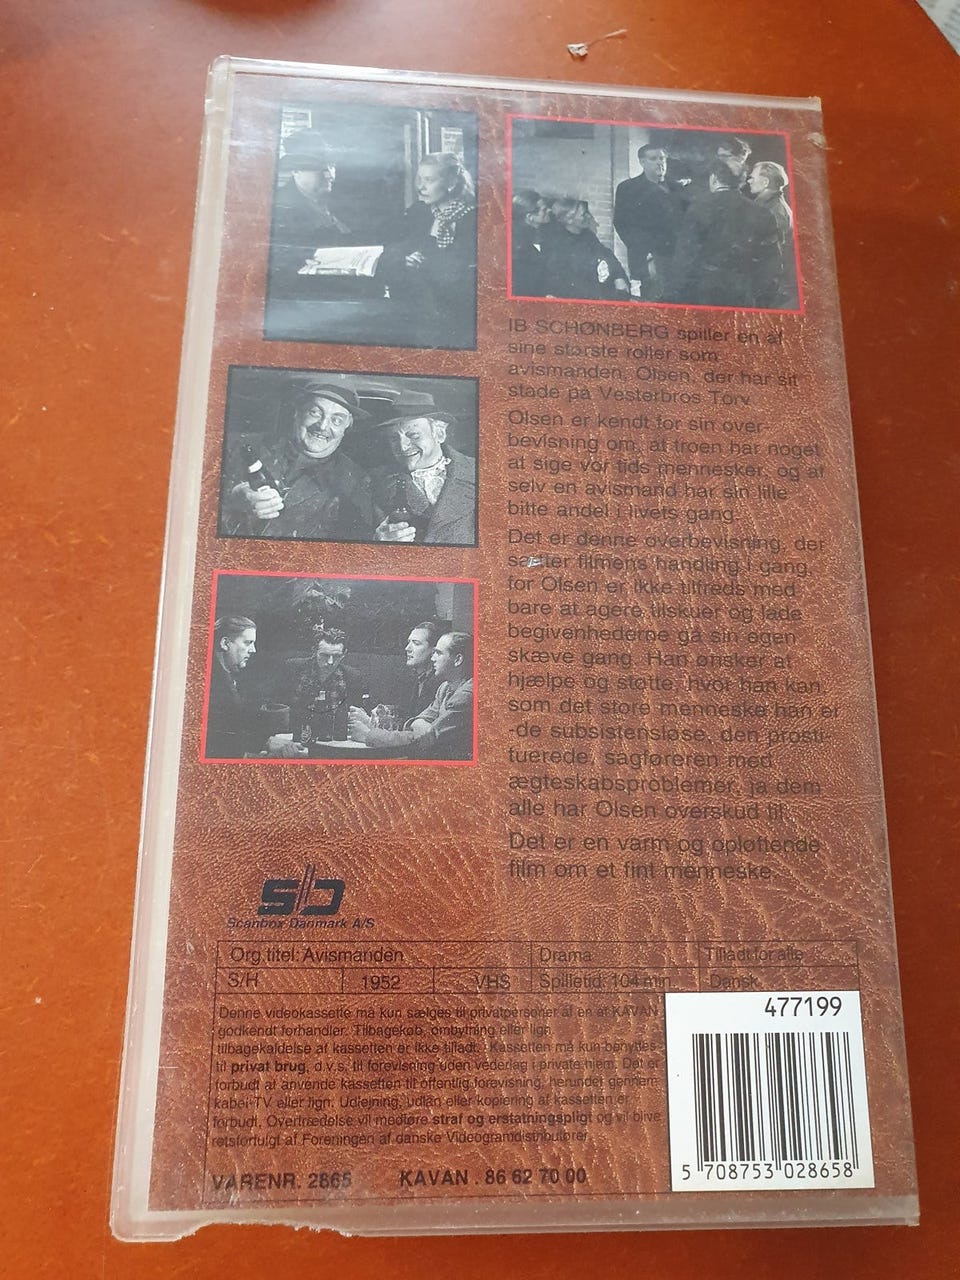 IB SCHØNBERG spiller en af
sine største roller som
avismanden, Olsen, der har sit
stade på Vesterbros Torv.
Olsen er kendt for sin over-
bevisning om, at troen har noget
at sige vor tids mennesker, og at
selv en avismand har sin lille
bitte andel i livets gang.
Det er denne overbevisning, der
sætter filmens handling i gang,
for Olsen er ikke tilfreds med
bare at agere tilskuer og lade
begivenhederne gå sin egen
skæve gang. Han ønsker at
hjælpe og støtte, hvor han kan,
som det store menneske han er
-de subsistensløse, den prosti-
tuerede, sagføreren med
ægteskabsproblemer, ja dem
alle har Olsen overskud til.
Det er en varm og opløftende
film om et fint menneske.
Scanbox Danmark A/S
Org.titel: Avismanden Drama Tilladt for alle
S/H 1952 VHS Spilletid: 104 min. Dansk
Denne videokassette må kun sælges til privatpersoner af en af KAVAN
godkendt forhandler. Tilbagekøb, ombytning eller lign.
tilbagekaldelse af kassetten er ikke tilladt. Kassetten må kun benyttes
til privat brug, d.v.s. til forevisning uden vederlag i private hjem. Det er
forbudt at anvende kassetten til offentlig forevisning, herunder gennem
kabel-TV eller lign. Udlejning, udlån eller kopiering af kassetten er
forbudt. Overtrædelse vil medføre straf og erstatningspligt og vil blive
retsforfulgt af Foreningen af danske Videogramdistributører
VARENR. 2865 KAVAN . 86 62 70 00
477199
5 708753 028658